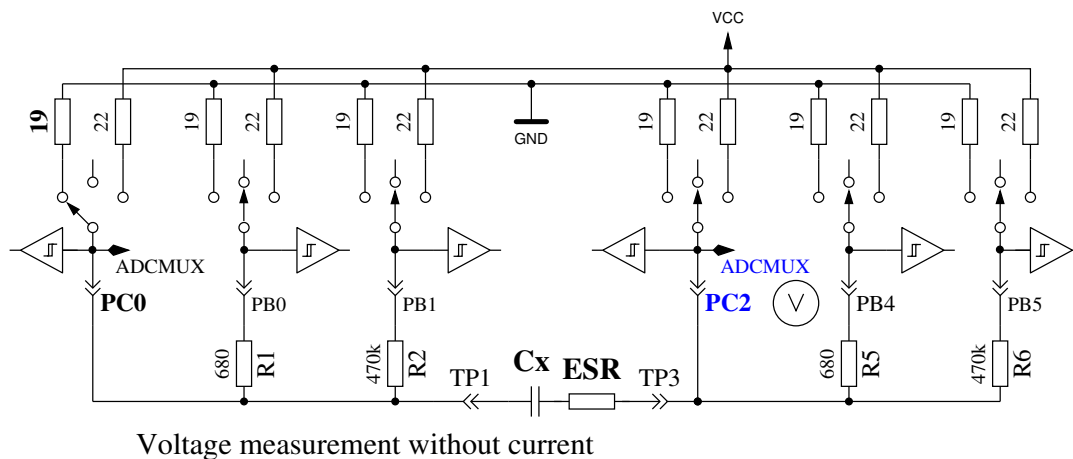 VCC
19 22 19 22 19 22 GND 19 22 19 22 19 22
ADCMUX ADCMUX
PC0 PB0 PB1 PC2 V PB4 PB5
680 R1 470k R2 680 R5 470k R6
TP1 Cx ESR TP3
Voltage measurement without current